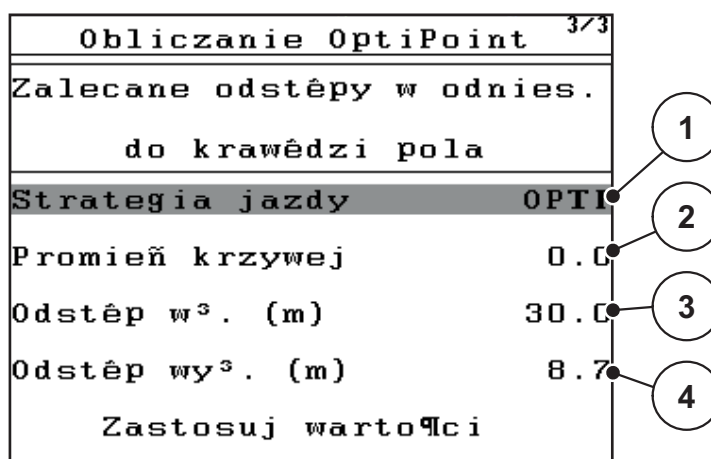 Obliczanie OptiPoint 3/3
Zalecane odstêpy w odnies.
do krawêdzi pola
Strategia jazdy OPTI
Promieñ krzywej 0.0
Odstêp w³. (m) 30.0
Odstêp wy³. (m) 8.7
Zastosuj warto¶ci
1
2
3
4